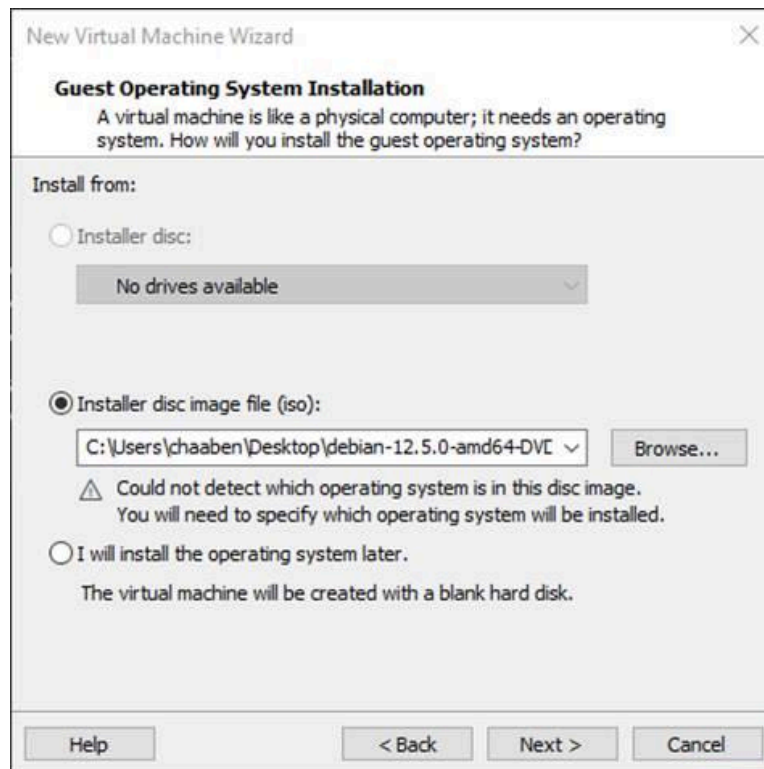 New Virtual Machine Wizard
Guest Operating System Installation
A virtual machine is like a physical computer; it needs an operating
system. How will you install the guest operating system?
Install from:
Installer disc:
No drives available
Installer disc image file (iso):
C:\Users\chaaben\Desktop\debian-12.5.0-amd64-DVD
Browse...
Could not detect which operating system is in this disc image.
You will need to specify which operating system will be installed.
I will install the operating system later.
The virtual machine will be created with a blank hard disk.
Help
< Back
Next >
Cancel